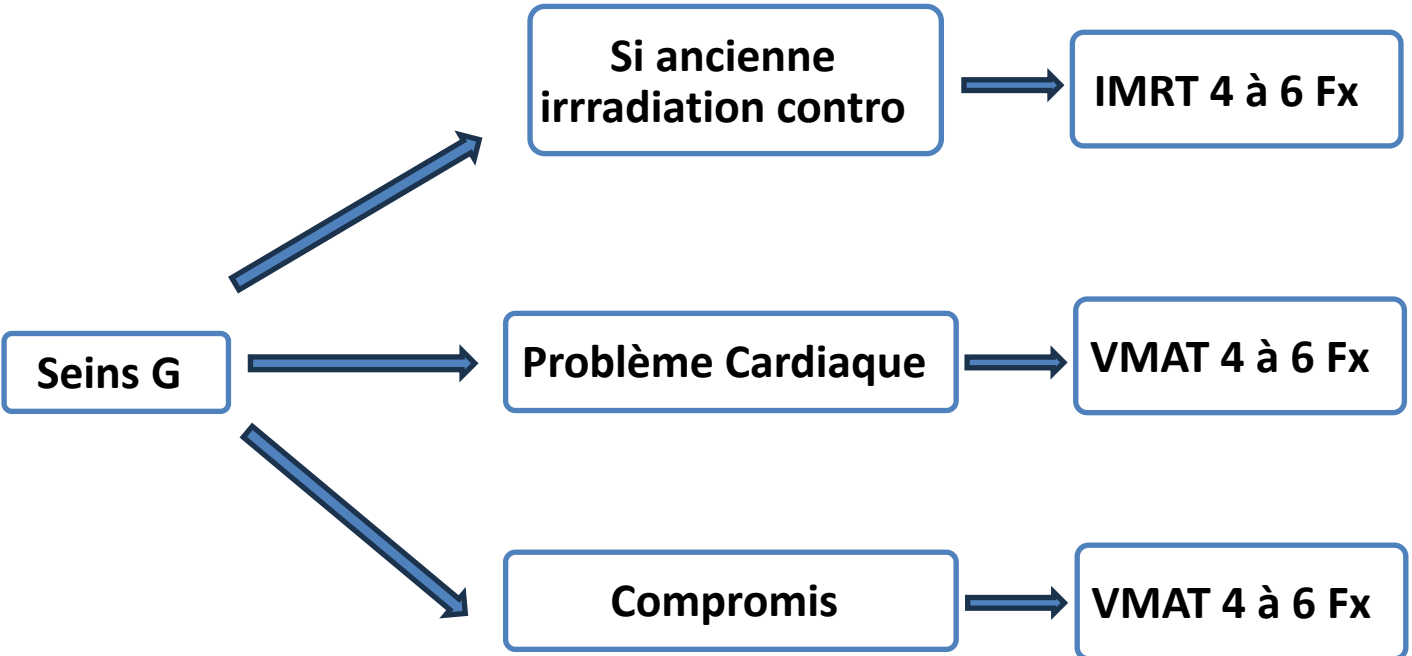 Si ancienne
irrradiation contro
IMRT 4 à 6 Fx
Seins G
Problème Cardiaque
VMAT 4 à 6 Fx
Compromis
VMAT 4 à 6 Fx